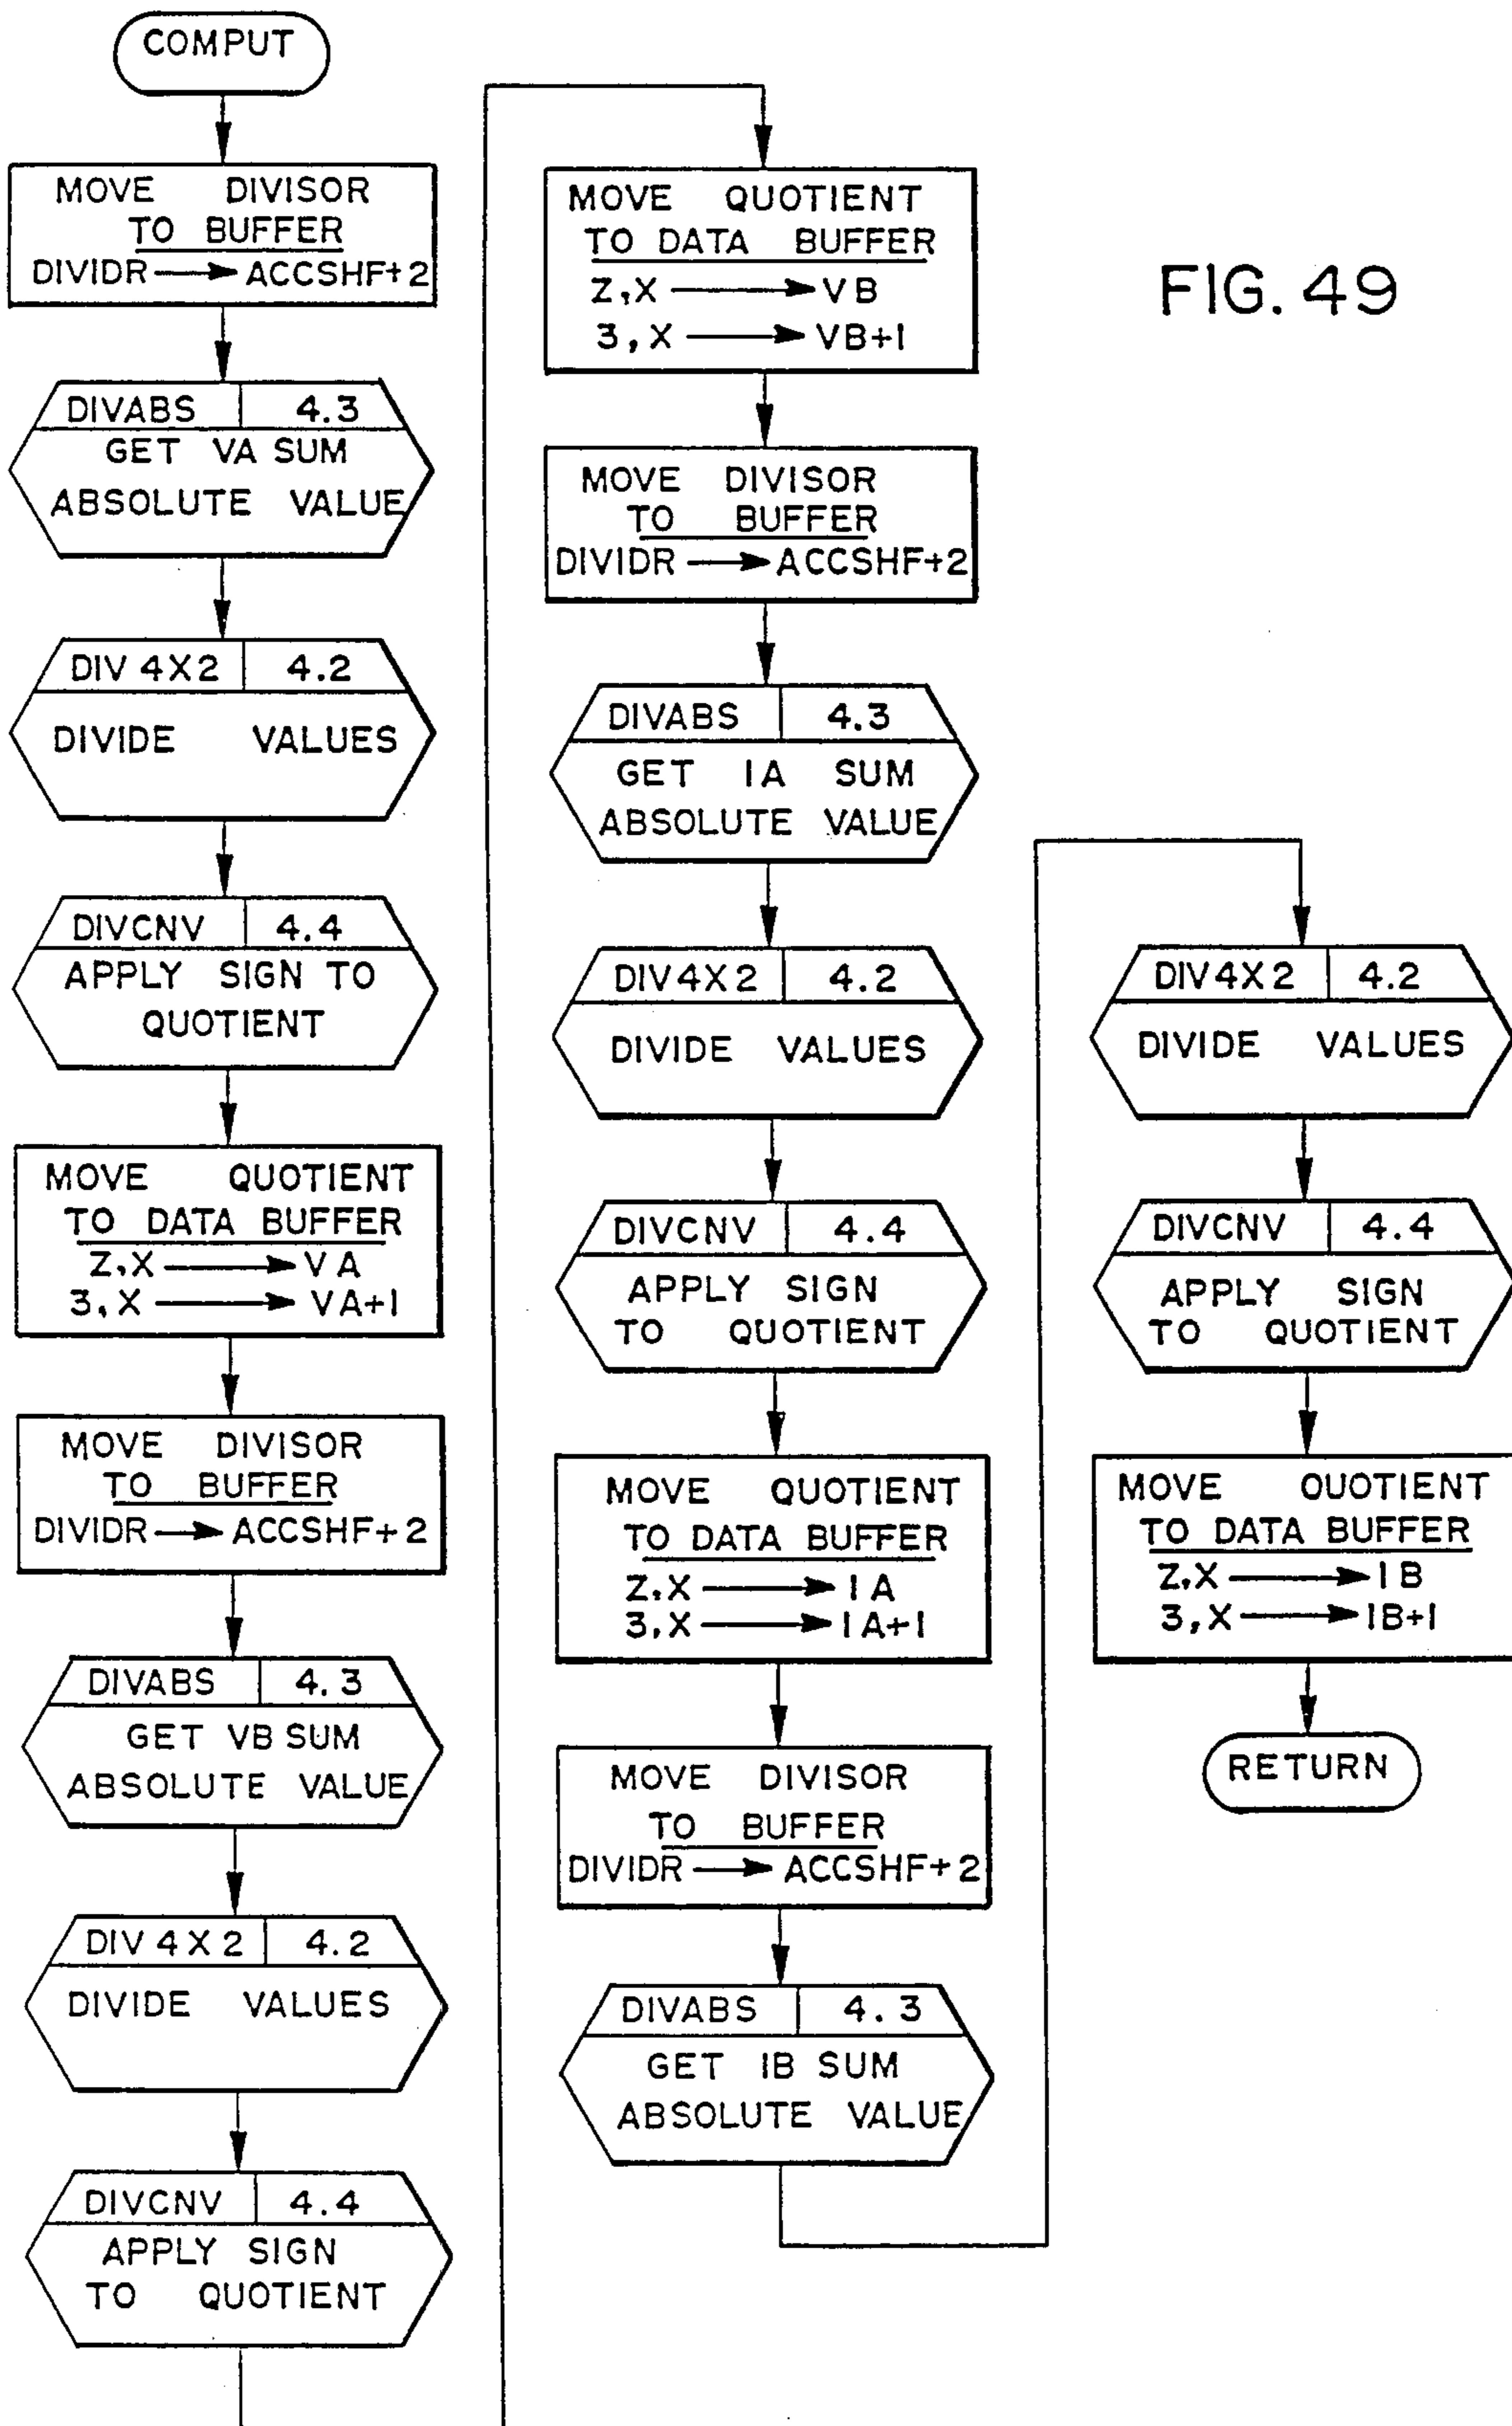 COMPUT
MOVE DIVISOR
TO BUFFER
DIVIDR → ACCSHF+2
DIVABS 4.3
GET VA SUM
ABSOLUTE VALUE
DIV 4X2 4.2
DIVIDE VALUES
DIVCNV 4.4
APPLY SIGN TO
QUOTIENT
MOVE QUOTIENT
TO DATA BUFFER
Z,X → VA
3,X → VA+1
MOVE DIVISOR
TO BUFFER
DIVIDR → ACCSHF+2
DIVABS 4.3
GET VB SUM
ABSOLUTE VALUE
DIV 4X2 4.2
DIVIDE VALUES
DIVCNV 4.4
APPLY SIGN
TO QUOTIENT
MOVE QUOTIENT
TO DATA BUFFER
Z,X → VB
3,X → VB+1
MOVE DIVISOR
TO BUFFER
DIVIDR → ACCSHF+2
DIVABS 4.3
GET IA SUM
ABSOLUTE VALUE
DIV4X2 4.2
DIVIDE VALUES
DIVCNV 4.4
APPLY SIGN
TO QUOTIENT
MOVE QUOTIENT
TO DATA BUFFER
Z,X → IA
3,X → IA+1
MOVE DIVISOR
TO BUFFER
DIVIDR → ACCSHF+2
DIVABS 4.3
GET IB SUM
ABSOLUTE VALUE
FIG. 49
DIV4X2 4.2
DIVIDE VALUES
DIVCNV 4.4
APPLY SIGN
TO QUOTIENT
MOVE OUOTIENT
TO DATA BUFFER
Z,X → IB
3,X → IB+1
RETURN